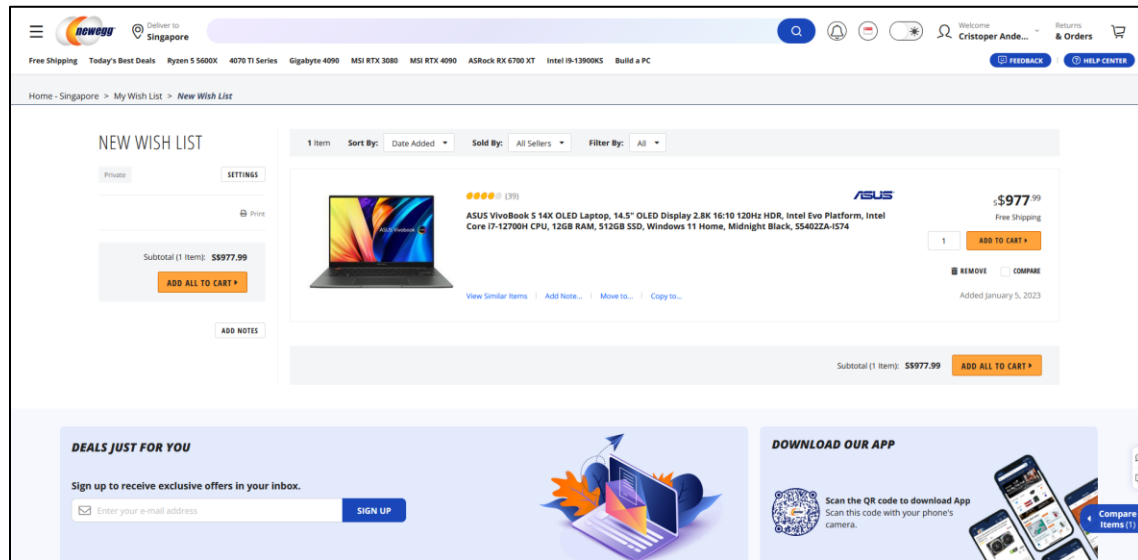 newegg
Deliver to
Singapore
Welcome
Cristoper Ande...
Returns
& Orders
Free Shipping Today's Best Deals Ryzen 5 5600X 4070 TI Series Gigabyte 4090 MSI RTX 3080 MSI RTX 4090 ASRock RX 6700 XT Intel I9-13900KS Build a PC
FEEDBACK
HELP CENTER
Home - Singapore > My Wish List > New Wish List
NEW WISH LIST
Private
SETTINGS
Print
Subtotal (1 Item): S$977.99
ADD ALL TO CART
ADD NOTES
1 Item Sort By: Date Added Sold By: All Sellers Filter By: All
(39)
ASUS
ASUS VivoBook S 14X OLED Laptop, 14.5" OLED Display 2.8K 16:10 120Hz HDR, Intel Evo Platform, Intel
Core i7-12700H CPU, 12GB RAM, 512GB SSD, Windows 11 Home, Midnight Black, S5402ZA-IS74
ASUS Vivobook
View Similar Items Add Note... Move to... Copy to...
S$977.99
Free Shipping
1
ADD TO CART
REMOVE
COMPARE
Added January 5, 2023
Subtotal (1 Item): S$977.99
ADD ALL TO CART
DEALS JUST FOR YOU
Sign up to receive exclusive offers in your inbox.
Enter your e-mail address
SIGN UP
DOWNLOAD OUR APP
Scan the QR code to download App
Scan this code with your phone's
camera.
Compare
Items (1)